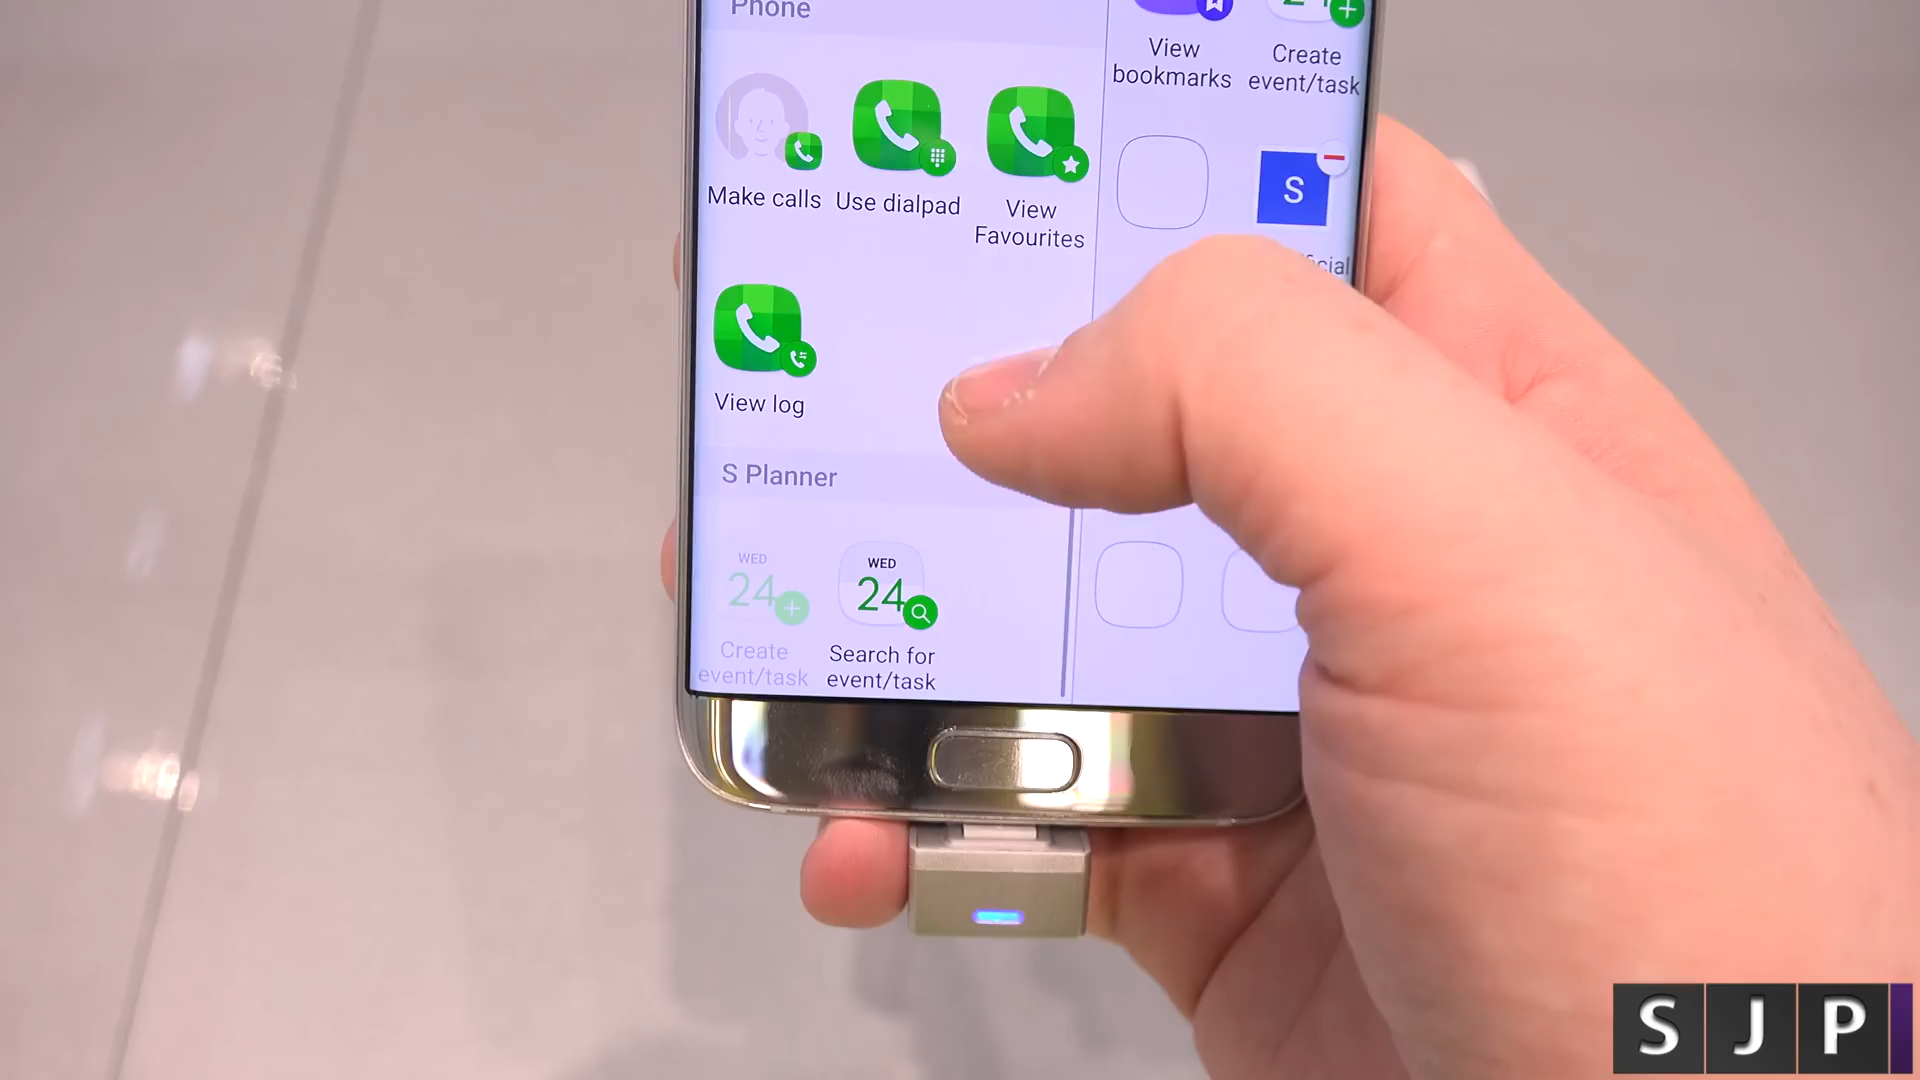 Phone
View
bookmarks
Create
event/task
Make calls
Use dialpad
View
Favourites
S
View log
S Planner
WED
24
Create
event/task
WED
24
Search for
event/task
SJP